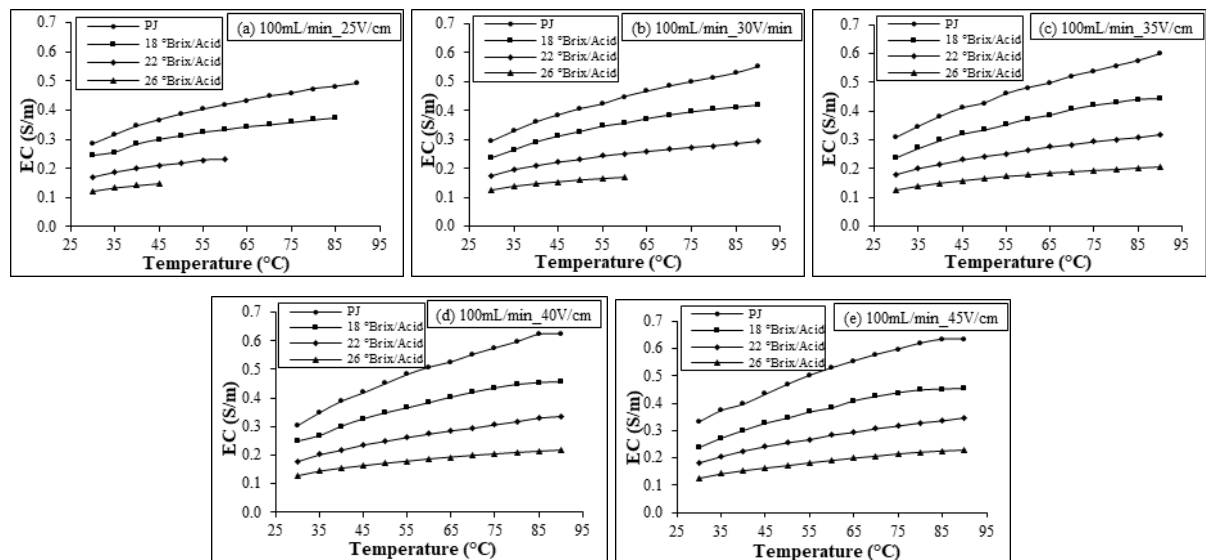 (a) 100mL/min_25V/cm
PJ
18 °Brix/Acid
22 °Brix/Acid
26 °Brix/Acid
EC (S/m)
0.7
0.6
0.5
0.4
0.3
0.2
0.1
0.0
25 35 45 55 65 75 85 95
Temperature (°C)
(b) 100mL/min_30V/min
PJ
18 °Brix/Acid
22 °Brix/Acid
26 °Brix/Acid
EC (S/m)
0.7
0.6
0.5
0.4
0.3
0.2
0.1
0.0
25 35 45 55 65 75 85 95
Temperature (°C)
(c) 100mL/min_35V/cm
PJ
18 °Brix/Acid
22 °Brix/Acid
26 °Brix/Acid
EC (S/m)
0.7
0.6
0.5
0.4
0.3
0.2
0.1
0.0
25 35 45 55 65 75 85 95
Temperature (°C)
(d) 100mL/min_40V/cm
PJ
18 °Brix/Acid
22 °Brix/Acid
26 °Brix/Acid
EC (S/m)
0.7
0.6
0.5
0.4
0.3
0.2
0.1
0.0
25 35 45 55 65 75 85 95
Temperature (°C)
(e) 100mL/min_45V/cm
PJ
18 °Brix/Acid
22 °Brix/Acid
26 °Brix/Acid
EC (S/m)
0.7
0.6
0.5
0.4
0.3
0.2
0.1
0.0
25 35 45 55 65 75 85 95
Temperature (°C)